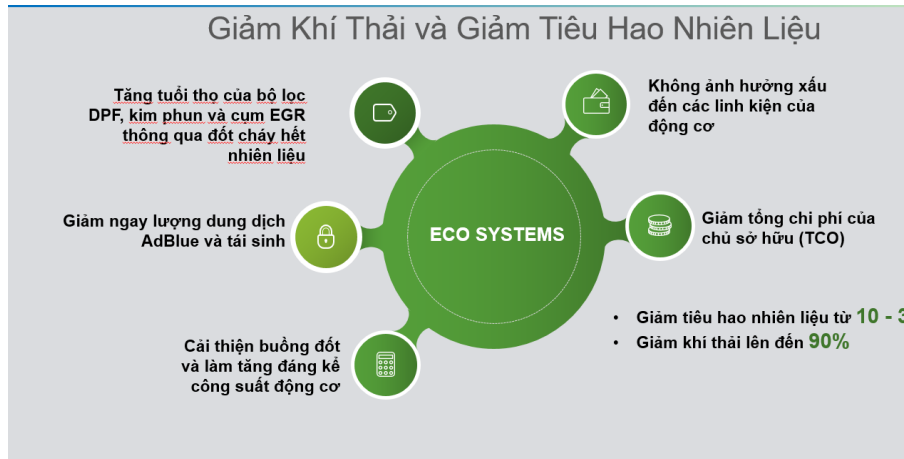 Giảm Khí Thải và Giảm Tiêu Hao Nhiên Liệu
Tăng tuổi thọ của bộ lọc
DPF, kim phun và cụm EGR
thông qua đốt cháy hết
nhiên liệu
Giảm ngay lượng dung dịch
AdBlue và tái sinh
Cải thiện buồng đốt
và làm tăng đáng kể
công suất động cơ
ECO SYSTEMS
Không ảnh hưởng xấu
đến các linh kiện của
động cơ
Giảm tổng chi phí của
chủ sở hữu (TCO)
• Giảm tiêu hao nhiên liệu từ 10 - 3
• Giảm khí thải lên đến 90%